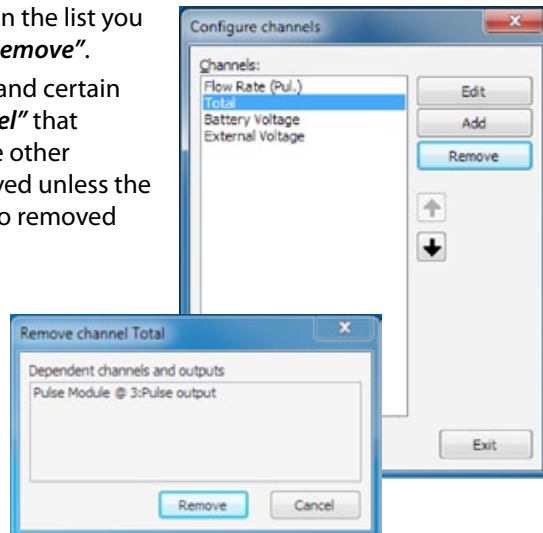 n the list you
emove”.
and certain
el” that
e other
ved unless the
o removed
Configure channels
Channels:
Flow Rate (Pul.)
Total
Battery Voltage
External Voltage
Edit
Add
Remove
Exit
Remove channel Total
Dependent channels and outputs
Pulse Module @ 3:Pulse output
Remove
Cancel